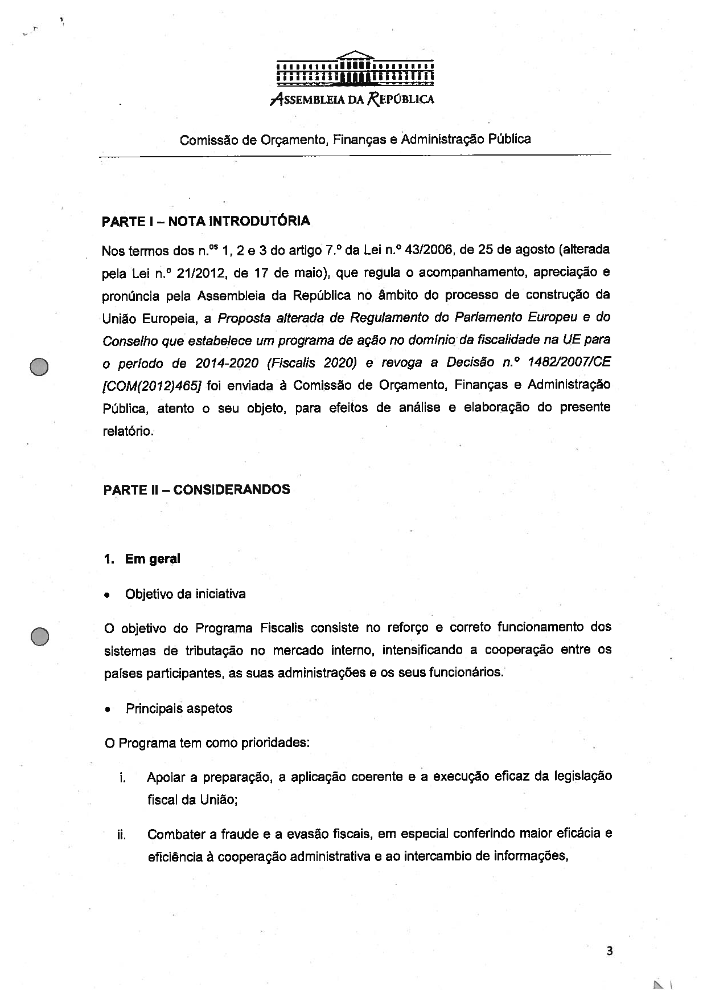 ASSEMBLEIA DA REPÚBLICA
Comissão de Orçamento, Finanças e Administração Pública
PARTE I – NOTA INTRODUTÓRIA
Nos termos dos n.ºs 1, 2 e 3 do artigo 7.º da Lei n.º 43/2006, de 25 de agosto (alterada
pela Lei n.º 21/2012, de 17 de maio), que regula o acompanhamento, apreciação e
pronúncia pela Assembleia da República no âmbito do processo de construção da
União Europeia, a Proposta alterada de Regulamento do Parlamento Europeu e do
Conselho que estabelece um programa de ação no domínio da fiscalidade na UE para
o período de 2014-2020 (Fiscalis 2020) e revoga a Decisão n.º 1482/2007/CE
[COM(2012)465] foi enviada à Comissão de Orçamento, Finanças e Administração
Pública, atento o seu objeto, para efeitos de análise e elaboração do presente
relatório.
PARTE II – CONSIDERANDOS
1. Em geral
• Objetivo da iniciativa
O objetivo do Programa Fiscalis consiste no reforço e correto funcionamento dos
sistemas de tributação no mercado interno, intensificando a cooperação entre os
países participantes, as suas administrações e os seus funcionários.
• Principais aspetos
O Programa tem como prioridades:
i. Apoiar a preparação, a aplicação coerente e a execução eficaz da legislação
fiscal da União;
ii. Combater a fraude e a evasão fiscais, em especial conferindo maior eficácia e
eficiência à cooperação administrativa e ao intercambio de informações,
3